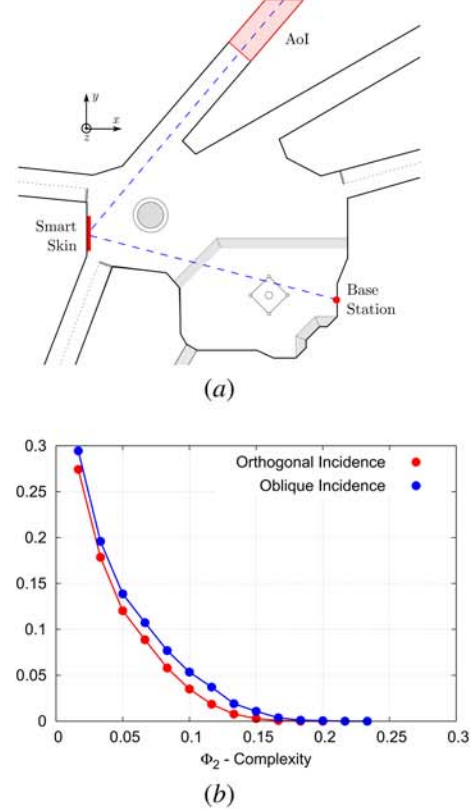 AoI
y
x
z
Smart
Skin
Base
Station
(a)
0.3
0.25
0.2
0.15
0.1
0.05
0
Orthogonal Incidence
Oblique Incidence
0 0.05 0.1 0.15 0.2 0.25 0.3
Φ₂ - Complexity
(b)